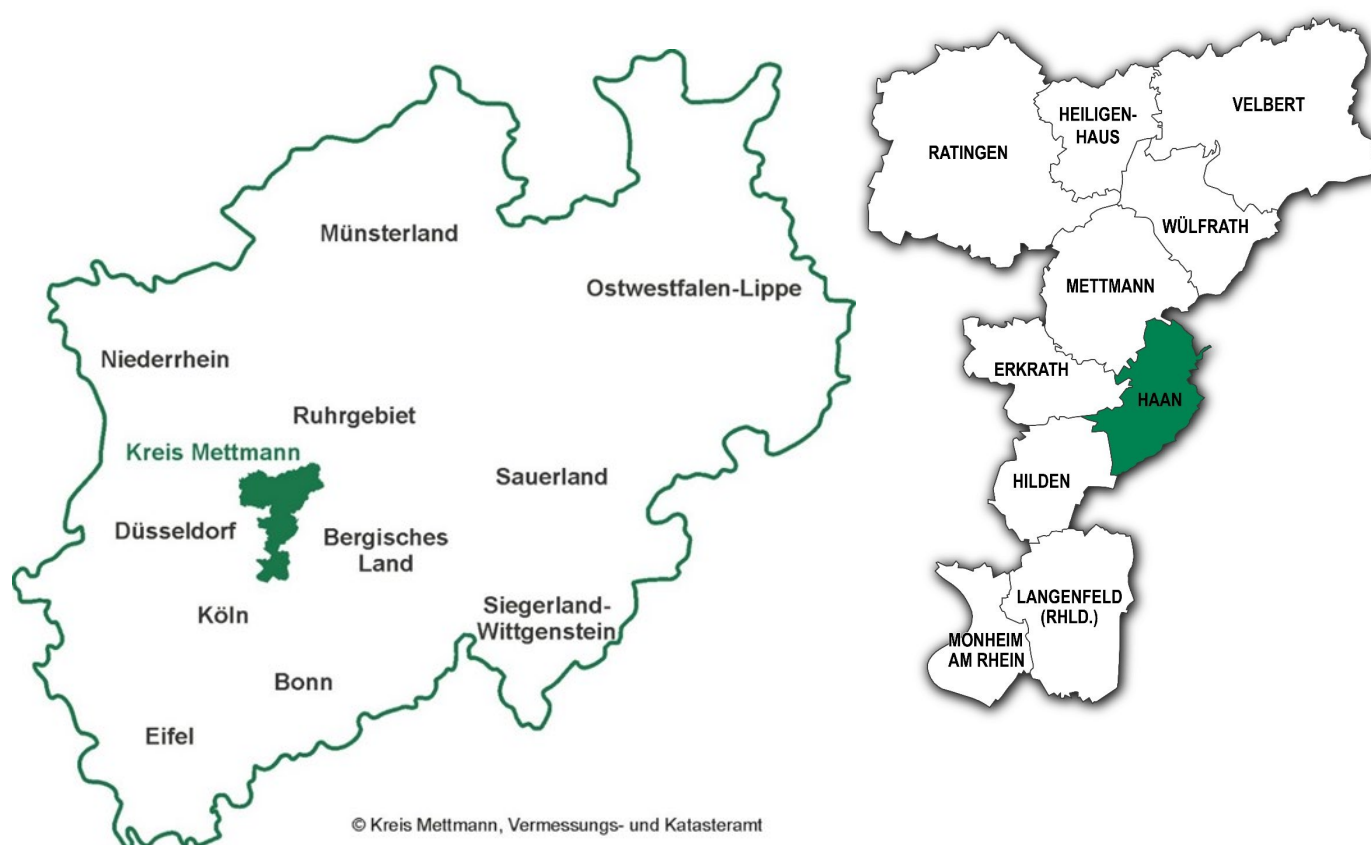 Münsterland
Ostwestfalen-Lippe
Niederrhein
Ruhrgebiet
Kreis Mettmann
Sauerland
Düsseldorf
Bergisches
Land
Köln
Siegerland-
Wittgenstein
Bonn
Eifel
© Kreis Mettmann, Vermessungs- und Katasteramt
RATINGEN
HEILIGEN-
HAUS
VELBERT
WÜLFRATH
METTMANN
ERKRATH
HAAN
HILDEN
LANGENFELD
(RHLD.)
MONHEIM
AM RHEIN